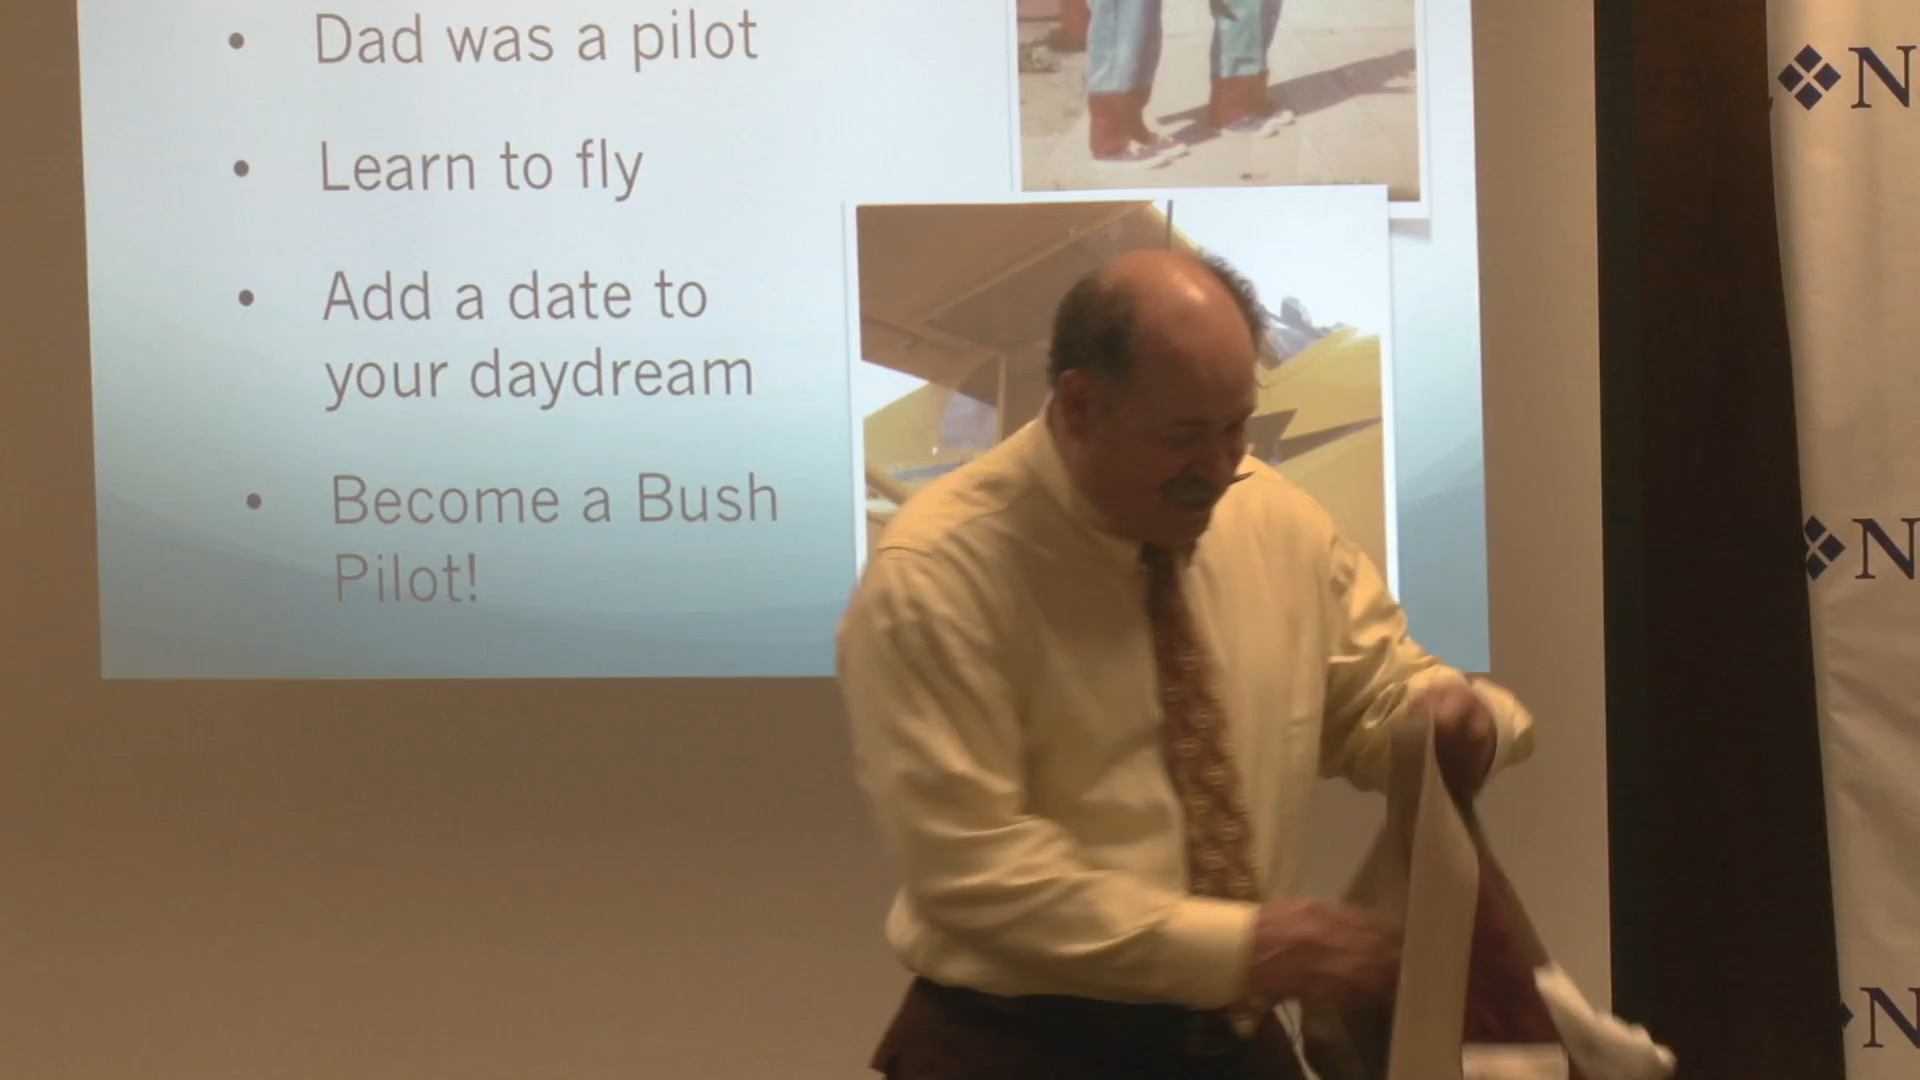 • Dad was a pilot
• Learn to fly
• Add a date to
your daydream
• Become a Bush
Pilot!
N
N
N